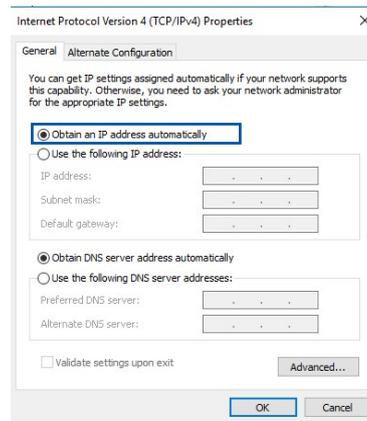 Internet Protocol Version 4 (TCP/IPv4) Properties
General
Alternate Configuration
You can get IP settings assigned automatically if your network supports
this capability. Otherwise, you need to ask your network administrator
for the appropriate IP settings.
Obtain an IP address automatically
Use the following IP address:
IP address:
Subnet mask:
Default gateway:
Obtain DNS server address automatically
Use the following DNS server addresses:
Preferred DNS server:
Alternate DNS server:
Validate settings upon exit
Advanced...
OK
Cancel